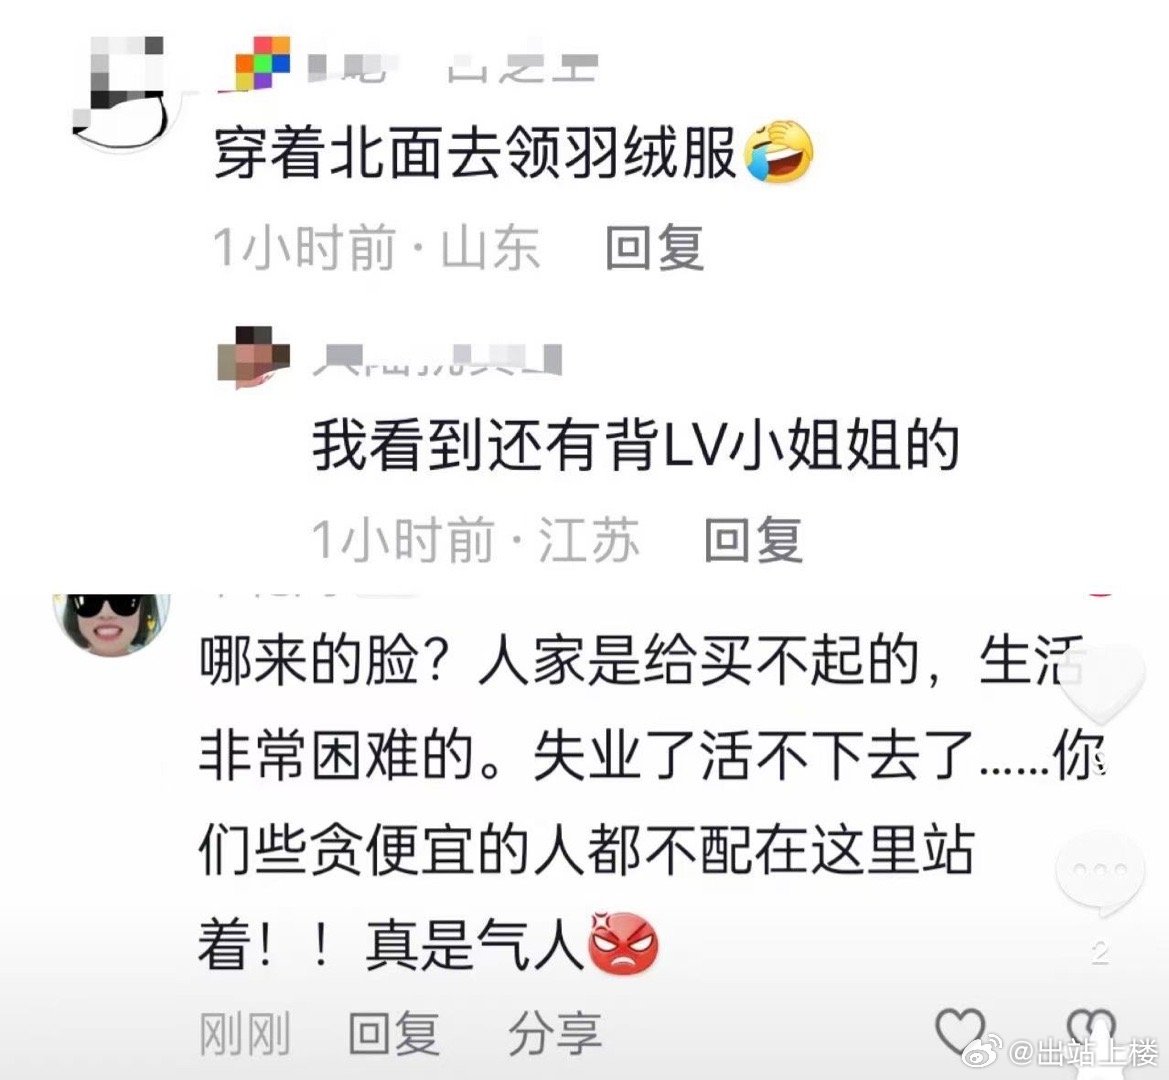 穿着北面去领羽绒服
1小时前·山东 回复
我看到还有背LV小姐姐的
1小时前·江苏 回复
哪来的脸？人家是给买不起的，生活
非常困难的。失业了活不下去了……你
9
们些贪便宜的人都不配在这里站
着！！真是气人
2
刚刚 回复 分享
@出站上楼